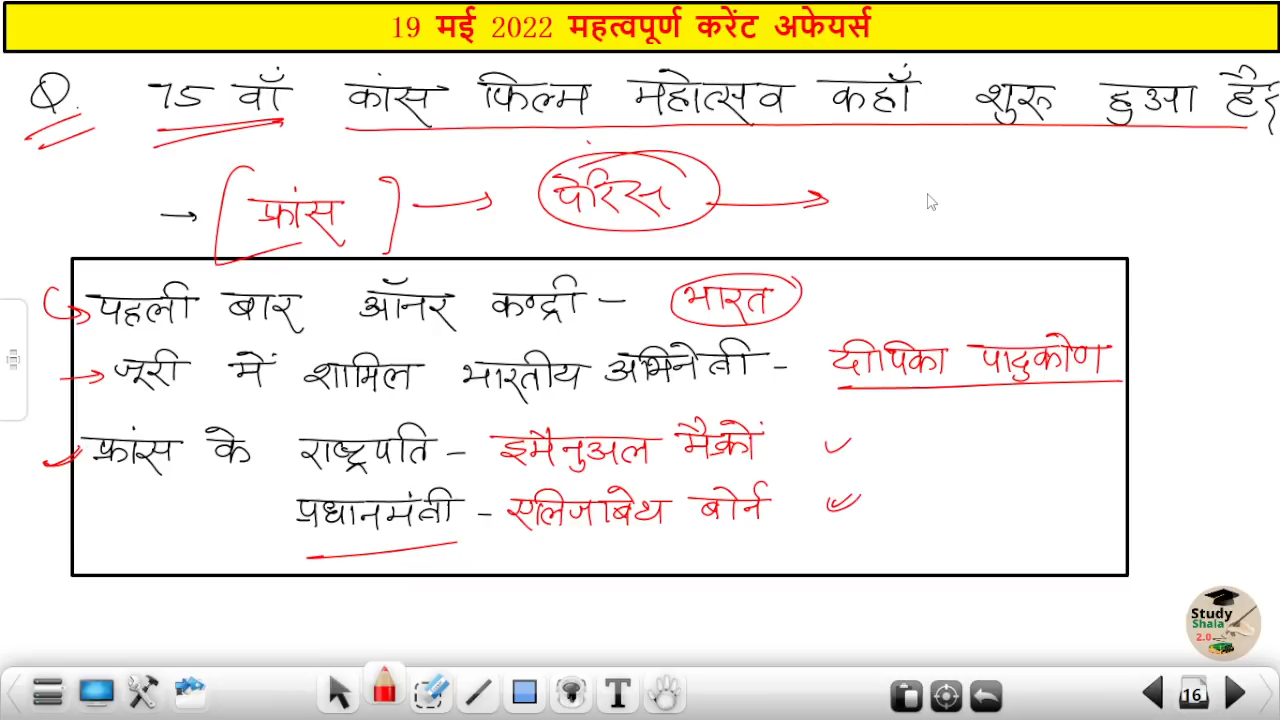 19 मई 2022 महत्वपूर्ण करेंट अफेयर्स
Q. 75 वाँ कांस फिल्म महोत्सव कहाँ शुरू हुआ है?
→ [फ्रांस] → पेरिस →
पहली बार ऑनर कण्ट्री - भारत
→ जूरी में शामिल भारतीय अभिनेत्री - दीपिका पादुकोण
फ्रांस के राष्ट्रपति - इमैनुअल मैक्रों
प्रधानमंत्री - एलिजाबेथ बोर्न
Study
Shala
2.0
16